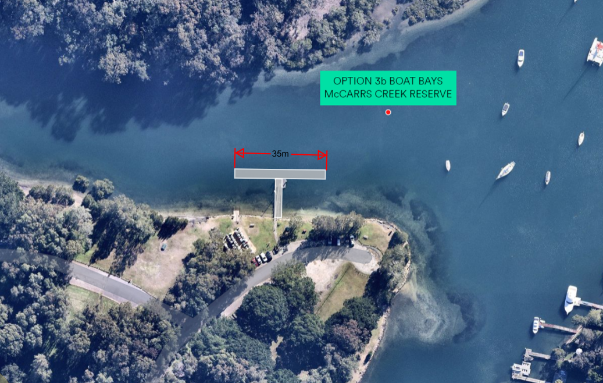 OPTION 3b BOAT BAYS
McCARRS CREEK RESERVE
35m